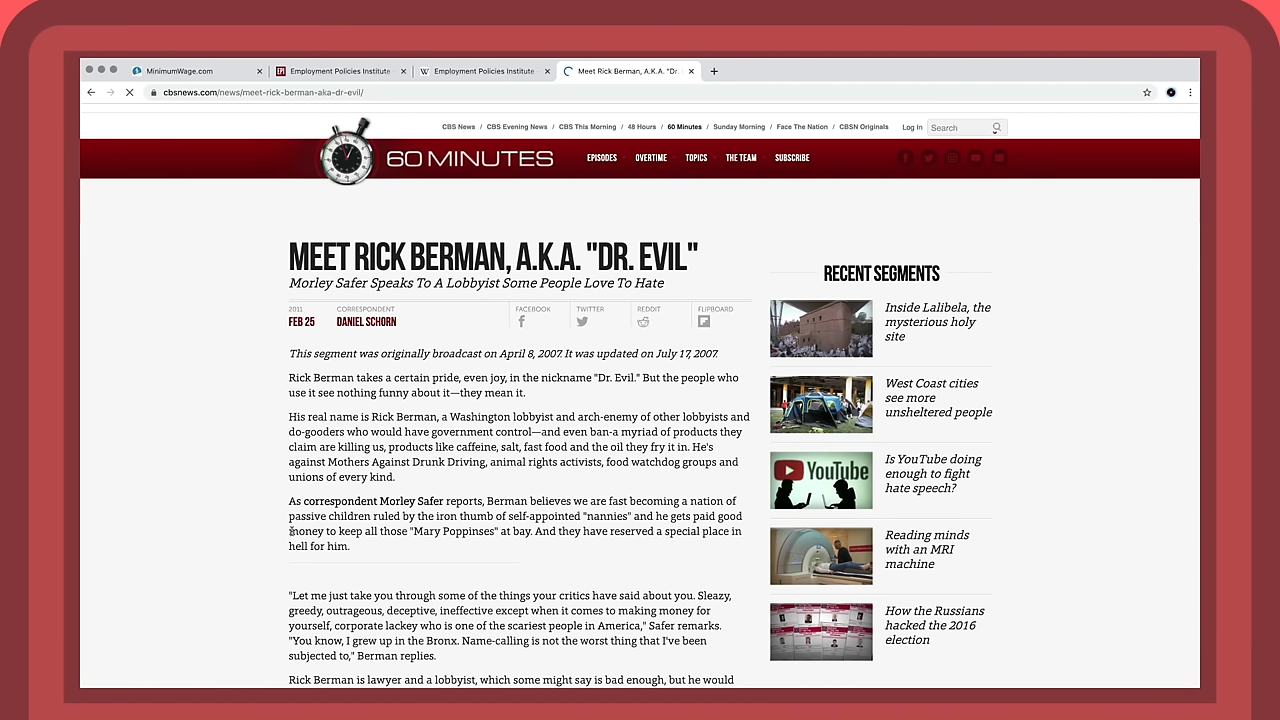 MinimumWage.com
Employment Policies Institute
Employment Policies Institute
Meet Rick Berman, A.K.A. "Dr.
cbsnews.com/news/meet-rick-berman-aka-dr-evil/
CBS News / CBS Evening News / CBS This Morning / 48 Hours / 60 Minutes / Sunday Morning / Face The Nation / CBSN Originals
Log In
Search
60 MINUTES
EPISODES
OVERTIME
TOPICS
THE TEAM
SUBSCRIBE
MEET RICK BERMAN, A.K.A. "DR. EVIL"
Morley Safer Speaks To A Lobbyist Some People Love To Hate
2011
FEB 25
CORRESPONDENT
DANIEL SCHORN
FACEBOOK
TWITTER
REDDIT
FLIPBOARD
This segment was originally broadcast on April 8, 2007. It was updated on July 17, 2007.
Rick Berman takes a certain pride, even joy, in the nickname "Dr. Evil." But the people who
use it see nothing funny about it—they mean it.
His real name is Rick Berman, a Washington lobbyist and arch-enemy of other lobbyists and
do-gooders who would have government control—and even ban-a myriad of products they
claim are killing us, products like caffeine, salt, fast food and the oil they fry it in. He's
against Mothers Against Drunk Driving, animal rights activists, food watchdog groups and
unions of every kind.
As correspondent Morley Safer reports, Berman believes we are fast becoming a nation of
passive children ruled by the iron thumb of self-appointed "nannies" and he gets paid good
money to keep all those "Mary Poppinses" at bay. And they have reserved a special place in
hell for him.
"Let me just take you through some of the things your critics have said about you. Sleazy,
greedy, outrageous, deceptive, ineffective except when it comes to making money for
yourself, corporate lackey who is one of the scariest people in America," Safer remarks.
"You know, I grew up in the Bronx. Name-calling is not the worst thing that I've been
subjected to," Berman replies.
Rick Berman is lawyer and a lobbyist, which some might say is bad enough, but he would
RECENT SEGMENTS
Inside Lalibela, the
mysterious holy
site
West Coast cities
see more
unsheltered people
YouTube
Is YouTube doing
enough to fight
hate speech?
Reading minds
with an MRI
machine
How the Russians
hacked the 2016
election